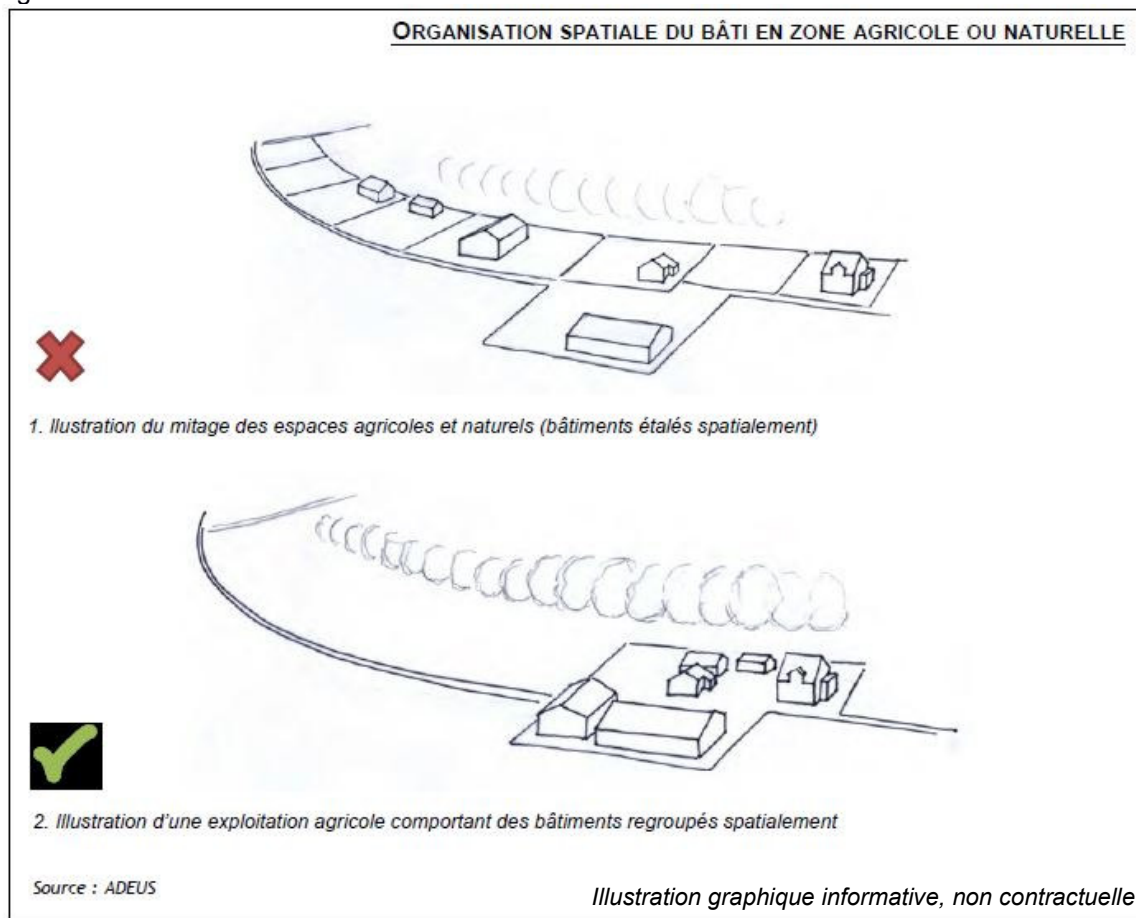 ORGANISATION SPATIALE DU BÂTI EN ZONE AGRICOLE OU NATURELLE
1. Ilustration du mitage des espaces agricoles et naturels (bâtiments étalés spatialement)
2. Illustration d'une exploitation agricole comportant des bâtiments regroupés spatialement
Source : ADEUS
Illustration graphique informative, non contractuelle